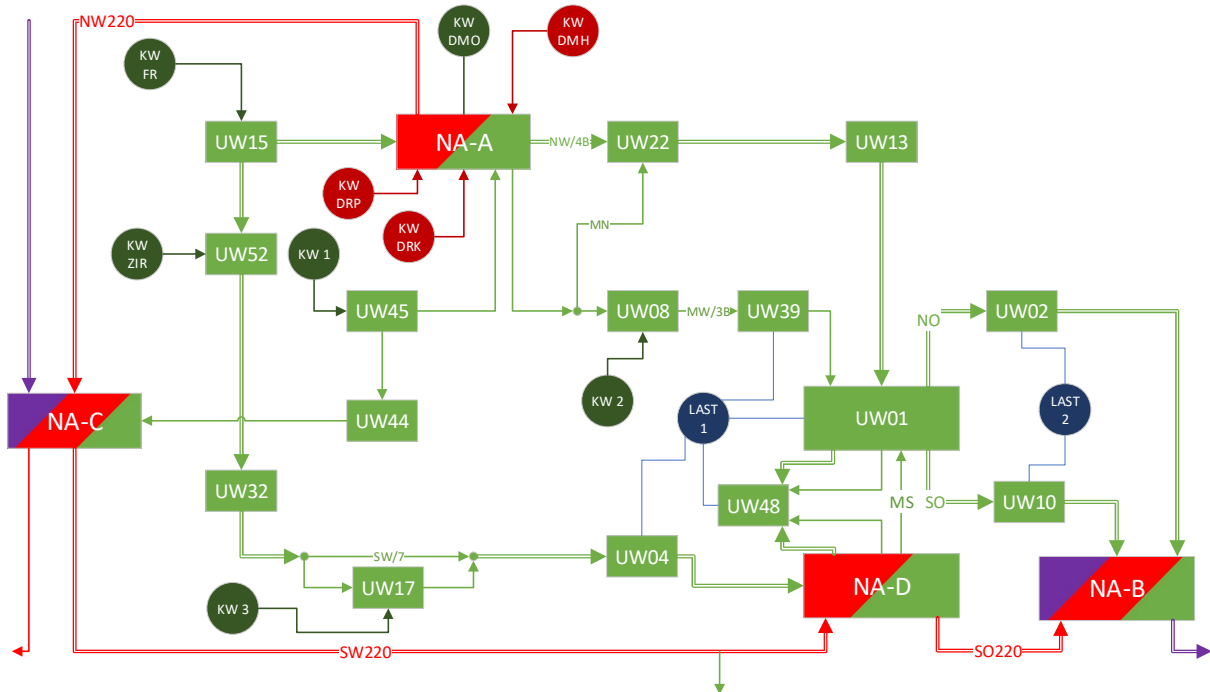 NW220
KW
DMO
KW
DMH
KW
FR
UW15
NA-A
NW/4B
UW22
UW13
KW
DRP
KW
DRK
MN
KW
ZIR
UW52
KW 1
UW45
UW08
MW/3B
UW39
NO
UW02
KW 2
LAST
1
LAST
2
NA-C
UW44
UW01
UW32
UW48
MS
SO
UW10
SW/7
UW04
UW17
NA-D
NA-B
KW 3
SW220
SO220